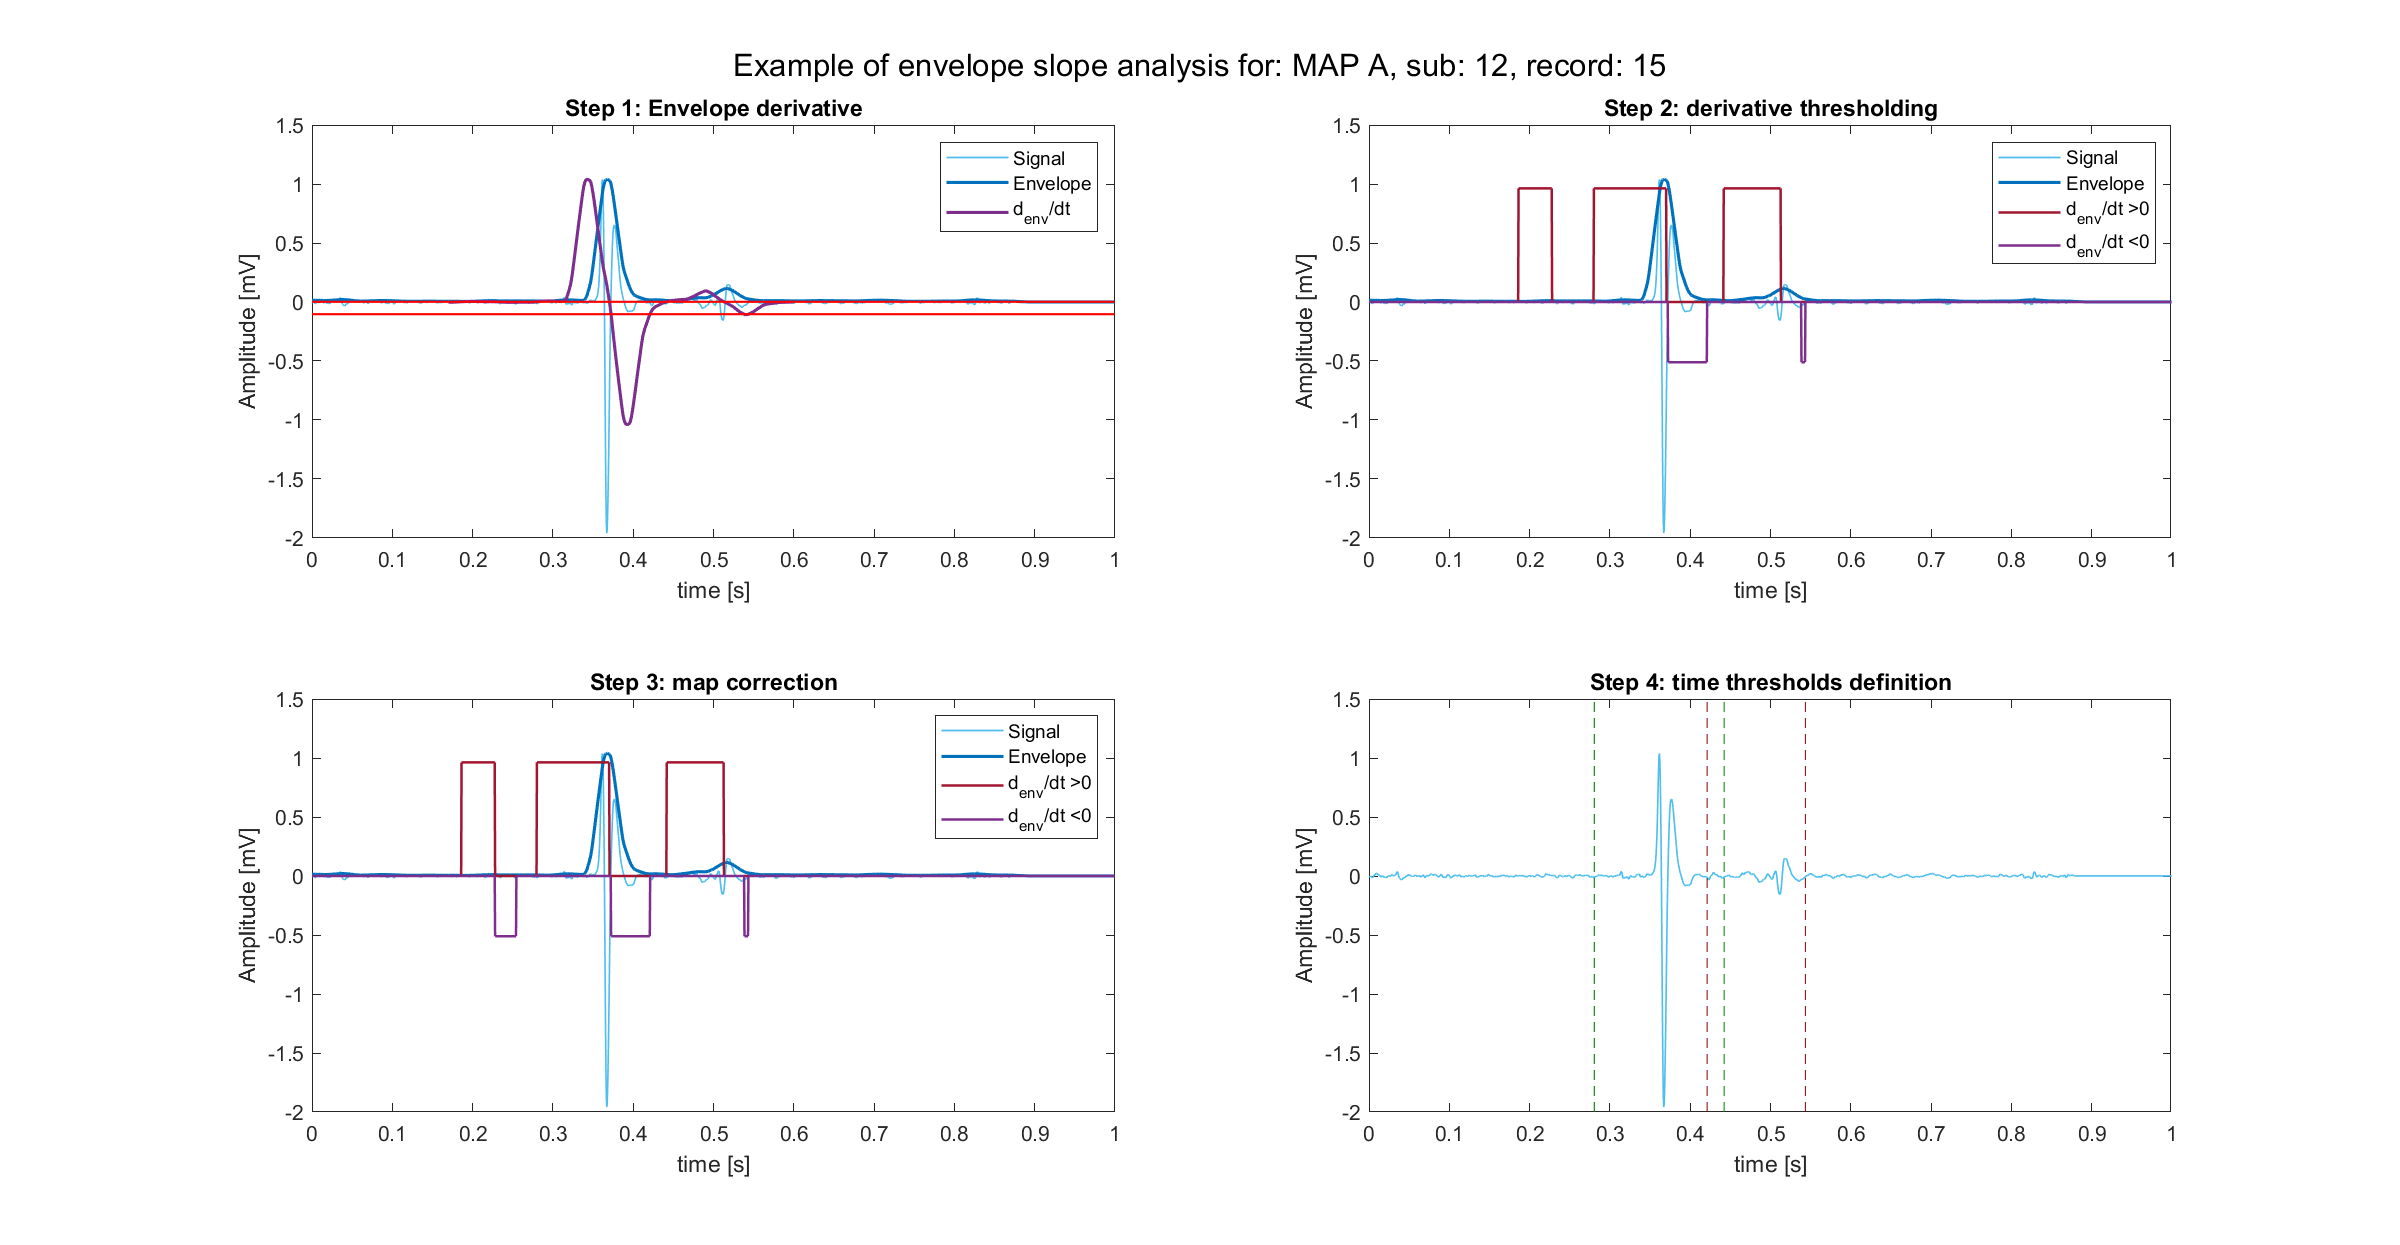 Example of envelope slope analysis for: MAP A, sub: 12, record: 15
Step 1: Envelope derivative
1.5
1
0.5
0
-0.5
-1
-1.5
-2
Amplitude [mV]
0 0.1 0.2 0.3 0.4 0.5 0.6 0.7 0.8 0.9 1
time [s]
Signal
Envelope
d_env/dt
Step 2: derivative thresholding
1.5
1
0.5
0
-0.5
-1
-1.5
-2
Amplitude [mV]
0 0.1 0.2 0.3 0.4 0.5 0.6 0.7 0.8 0.9 1
time [s]
Signal
Envelope
d_env/dt >0
d_env/dt <0
Step 3: map correction
1.5
1
0.5
0
-0.5
-1
-1.5
-2
Amplitude [mV]
0 0.1 0.2 0.3 0.4 0.5 0.6 0.7 0.8 0.9 1
time [s]
Signal
Envelope
d_env/dt >0
d_env/dt <0
Step 4: time thresholds definition
1.5
1
0.5
0
-0.5
-1
-1.5
-2
Amplitude [mV]
0 0.1 0.2 0.3 0.4 0.5 0.6 0.7 0.8 0.9 1
time [s]